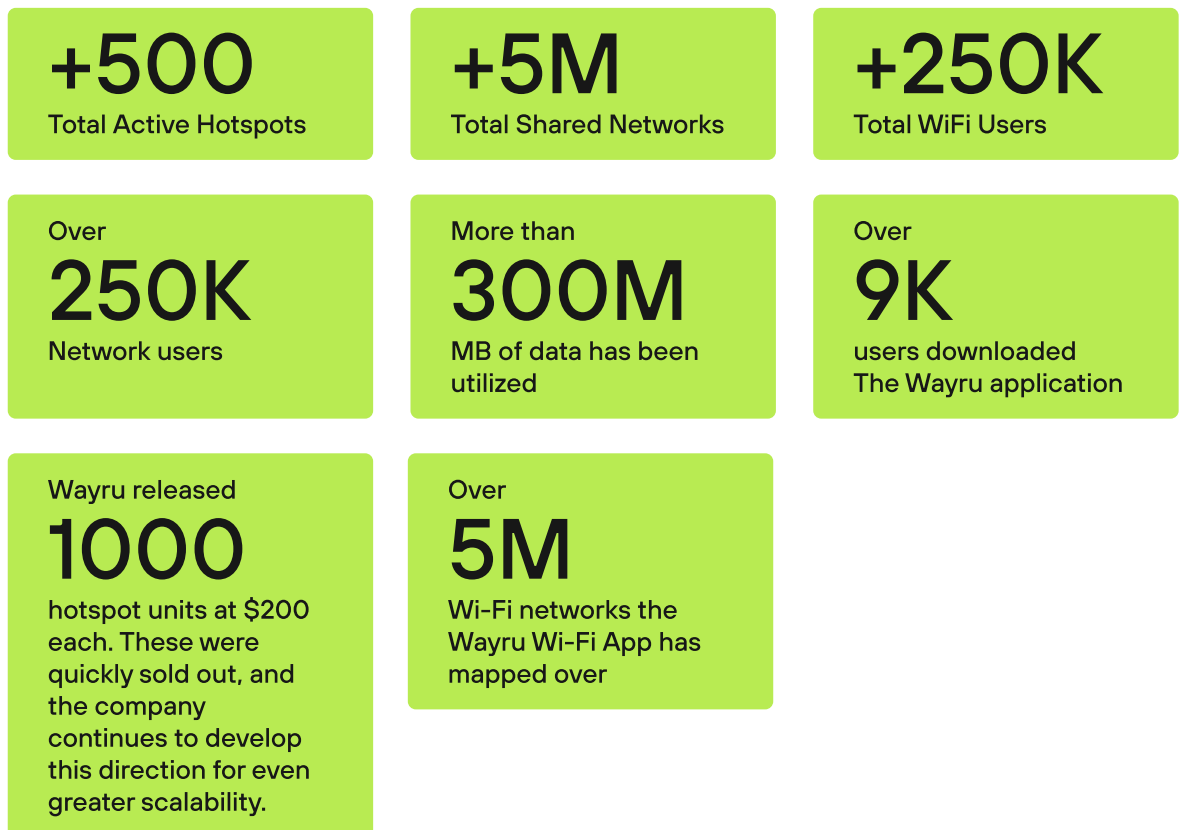 +500
Total Active Hotspots
+5M
Total Shared Networks
+250K
Total WiFi Users
Over
250K
Network users
More than
300M
MB of data has been
utilized
Over
9K
users downloaded
The Wayru application
Wayru released
1000
hotspot units at $200
each. These were
quickly sold out, and
the company
continues to develop
this direction for even
greater scalability.
Over
5M
Wi-Fi networks the
Wayru Wi-Fi App has
mapped over